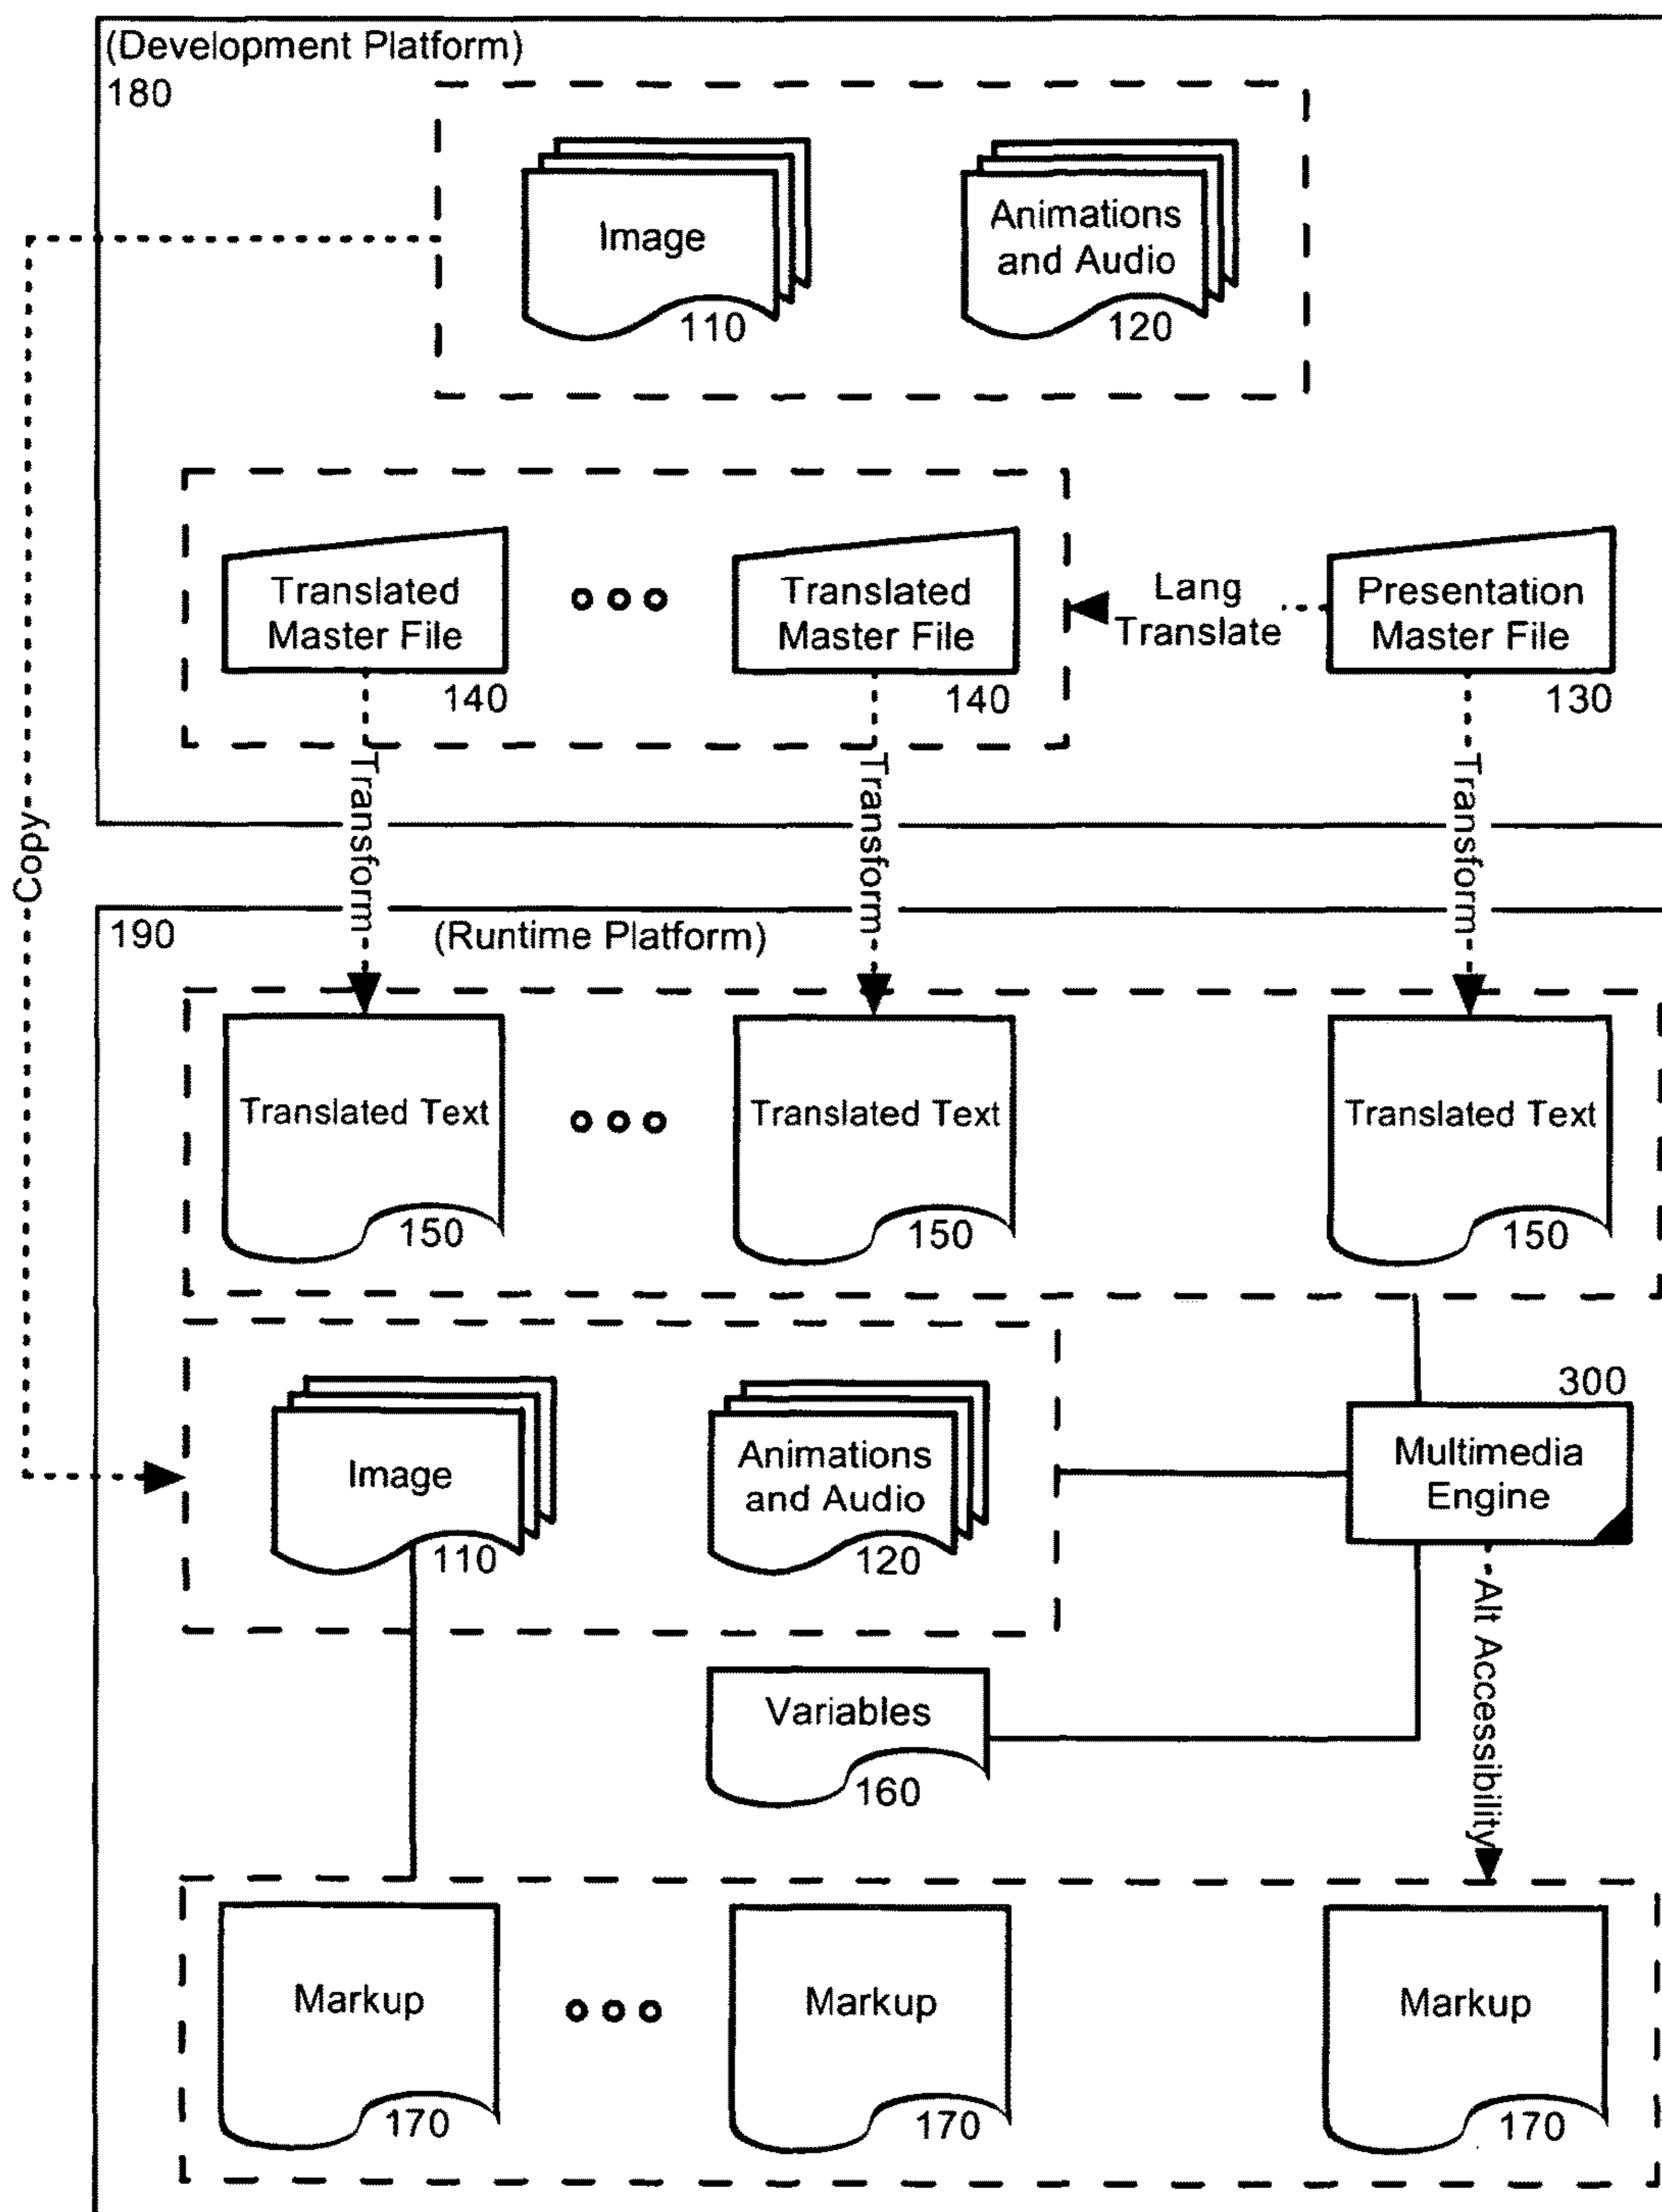 (Development Platform)
180
Image
110
Animations
and Audio
120
Translated
Master File
140
Translated
Master File
140
Lang
Translate
Presentation
Master File
130
Copy
Transform
Transform
Transform
190
(Runtime Platform)
Translated Text
150
Translated Text
150
Translated Text
150
Image
110
Animations
and Audio
120
300
Multimedia
Engine
Variables
160
Alt Accessibility
Markup
170
Markup
170
Markup
170